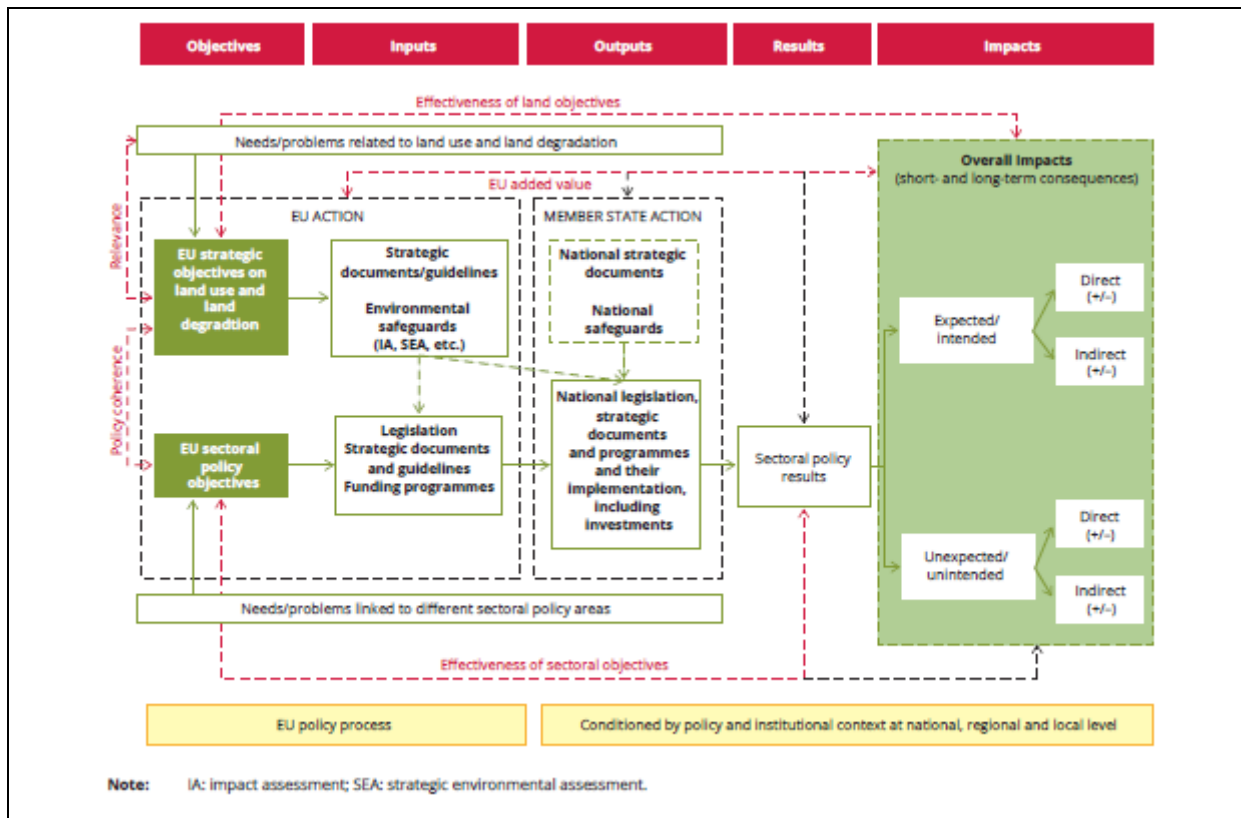 Objectives
Inputs
Outputs
Results
Impacts
Effectiveness of land objectives
Needs/problems related to land use and land degradation
Overall impacts
(short- and long-term consequences)
EU added value
EU ACTION
MEMBER STATE ACTION
Relevance
EU strategic
objectives on
land use and
land
degradtion
Strategic
documents/guidelines
Environmental
safeguards
(IA, SEA, etc.)
National strategic
documents
National
safeguards
Expected/
intended
Direct
(+/–)
Indirect
(+/–)
Policy coherence
EU sectoral
policy
objectives
Legislation
Strategic documents
and guidelines
Funding programmes
National legislation,
strategic
documents
and programmes
and their
implementation,
including
investments
Sectoral policy
results
Unexpected/
unintended
Direct
(+/–)
Indirect
(+/–)
Needs/problems linked to different sectoral policy areas
Effectiveness of sectoral objectives
EU policy process
Conditioned by policy and institutional context at national, regional and local level
Note: IA: impact assessment; SEA: strategic environmental assessment.